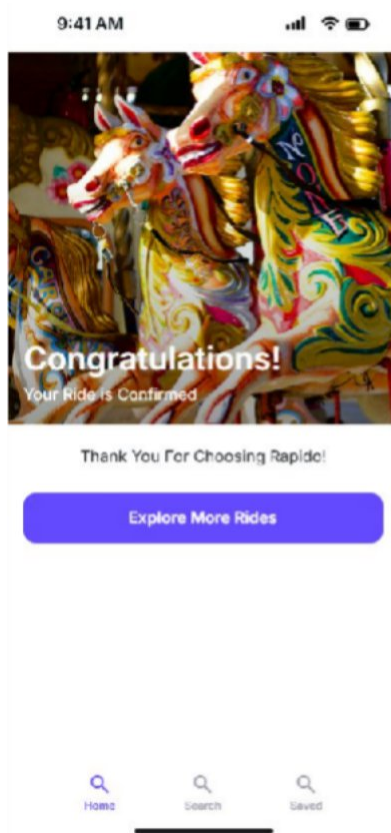 9:41 AM
NONE
Congratulations!
Your Ride Is Confirmed
Thank You For Choosing Rapido!
Explore More Rides
Home
Search
Saved